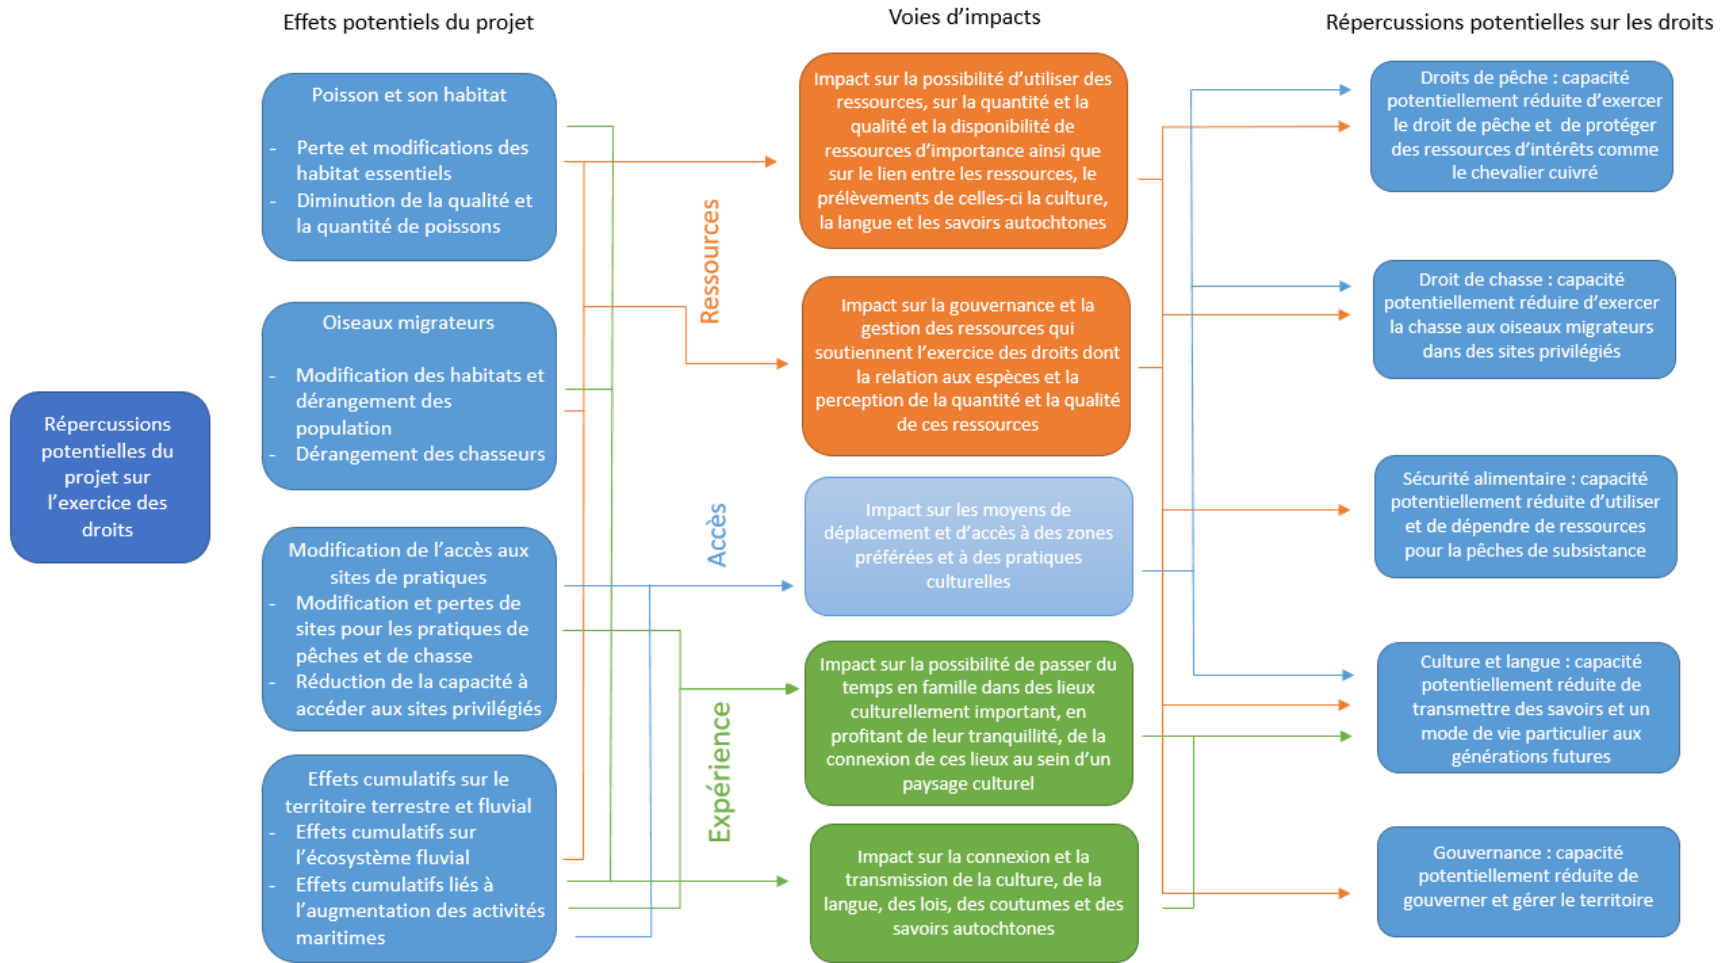 Effets potentiels du projet
Voies d’impacts
Répercussions potentielles sur les droits
Répercussions
potentielles du
projet sur
l’exercice des
droits
Poisson et son habitat
- Perte et modifications des
habitat essentiels
- Diminution de la qualité et
la quantité de poissons
Oiseaux migrateurs
- Modification des habitats et
dérangement des
population
- Dérangement des chasseurs
Modification de l’accès aux
sites de pratiques
- Modification et pertes de
sites pour les pratiques de
pêches et de chasse
- Réduction de la capacité à
accéder aux sites privilégiés
Effets cumulatifs sur le
territoire terrestre et fluvial
- Effets cumulatifs sur
l’écosystème fluvial
- Effets cumulatifs liés à
l’augmentation des activités
maritimes
Ressources
Accès
Expérience
Impact sur la possibilité d’utiliser des
ressources, sur la quantité et la
qualité et la disponibilité de
ressources d’importance ainsi que
sur le lien entre les ressources, le
prélèvements de celles-ci la culture,
la langue et les savoirs autochtones
Impact sur la gouvernance et la
gestion des ressources qui
soutiennent l’exercice des droits dont
la relation aux espèces et la
perception de la quantité et la qualité
de ces ressources
Impact sur les moyens de
déplacement et d’accès à des zones
préférées et à des pratiques
culturelles
Impact sur la possibilité de passer du
temps en famille dans des lieux
culturellement important, en
profitant de leur tranquillité, de la
connexion de ces lieux au sein d’un
paysage culturel
Impact sur la connexion et la
transmission de la culture, de la
langue, des lois, des coutumes et des
savoirs autochtones
Droits de pêche : capacité
potentiellement réduite d’exercer
le droit de pêche et de protéger
des ressources d’intérêts comme
le chevalier cuivré
Droit de chasse : capacité
potentiellement réduire d’exercer
la chasse aux oiseaux migrateurs
dans des sites privilégiés
Sécurité alimentaire : capacité
potentiellement réduite d’utiliser
et de dépendre de ressources
pour la pêches de subsistance
Culture et langue : capacité
potentiellement réduite de
transmettre des savoirs et un
mode de vie particulier aux
générations futures
Gouvernance : capacité
potentiellement réduite de
gouverner et gérer le territoire